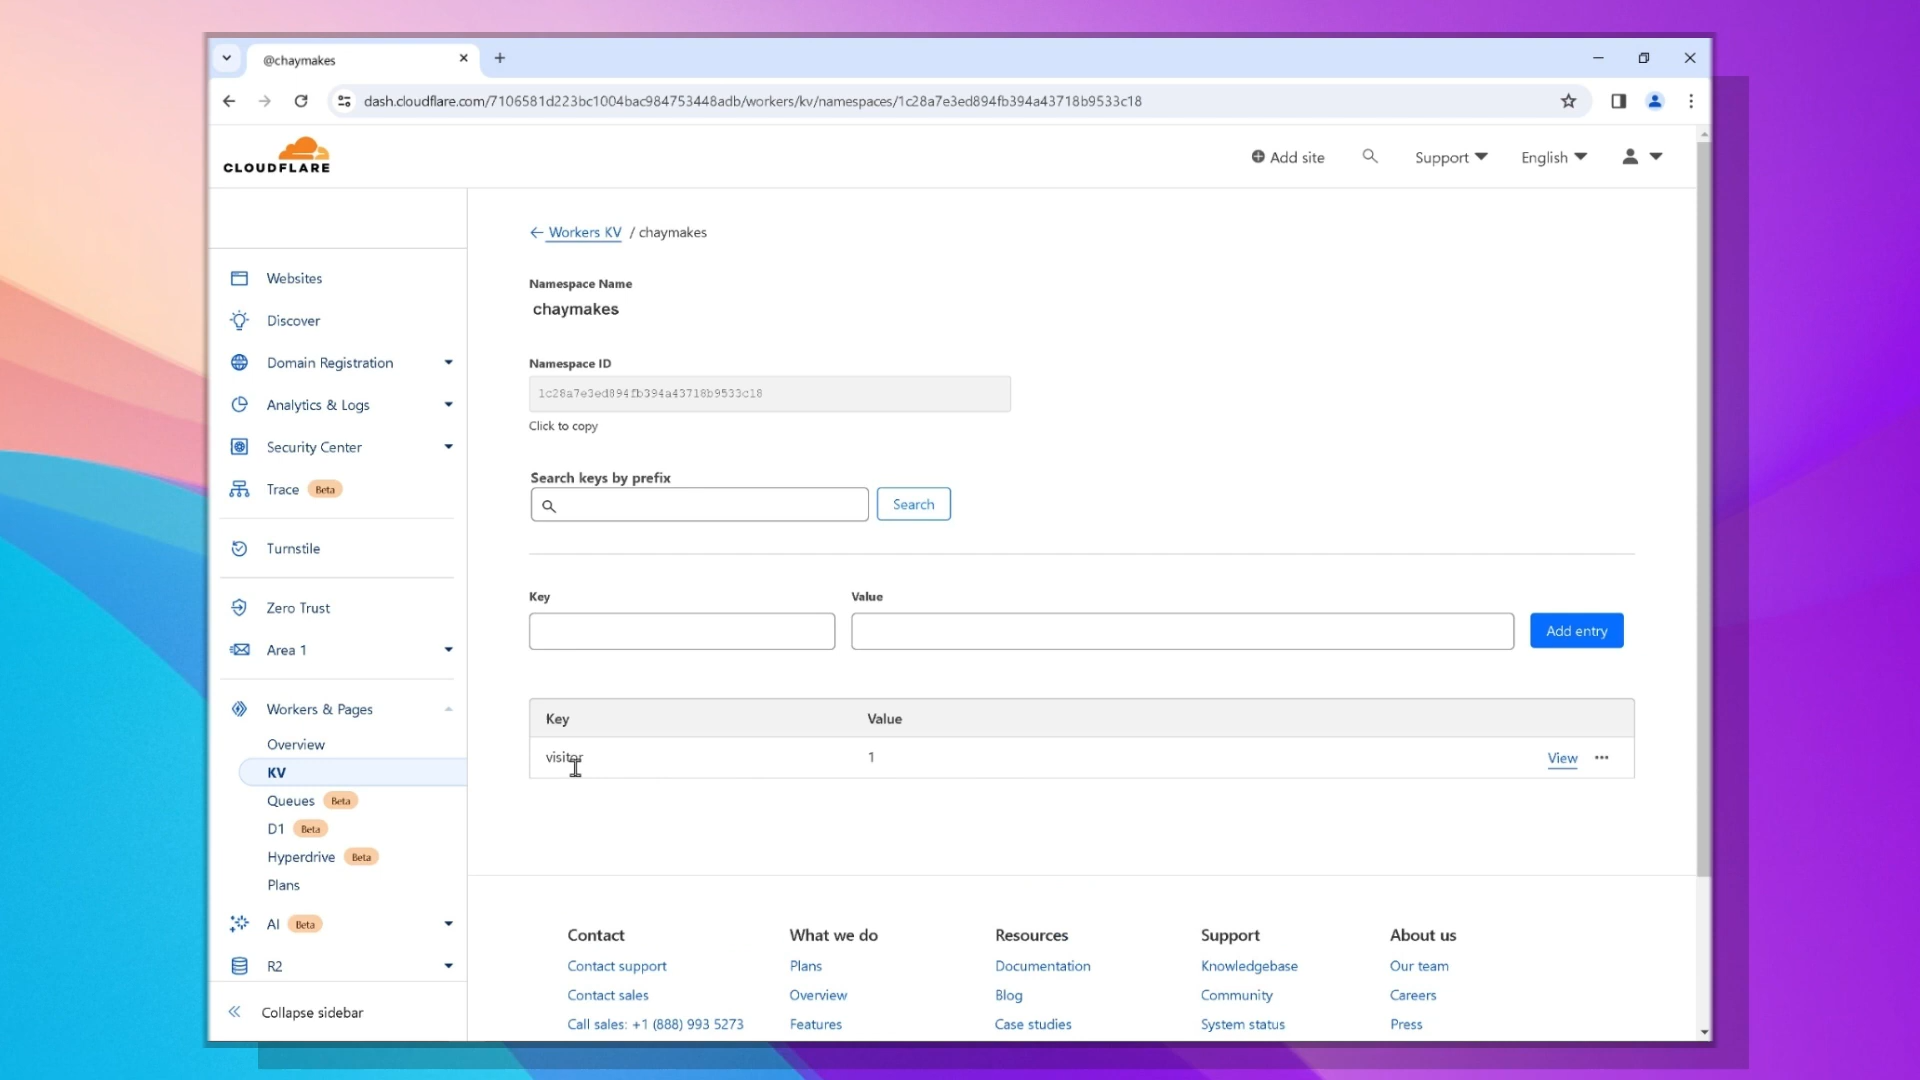 @chaymakes
dash.cloudflare.com/7106581d223bc1004bac984753448adb/workers/kv/namespaces/1c28a7e3ed894fb394a43718b9533c18
CLOUDFLARE
Add site
Support
English
Websites
Discover
Domain Registration
Analytics & Logs
Security Center
Trace Beta
Turnstile
Zero Trust
Area 1
Workers & Pages
Overview
KV
Queues Beta
D1 Beta
Hyperdrive Beta
Plans
AI Beta
R2
Collapse sidebar
← Workers KV / chaymakes
Namespace Name
chaymakes
Namespace ID
1c28a7e3ed894fb394a43718b9533c18
Click to copy
Search keys by prefix
Search
Key Value
Add entry
Key Value
visitor 1 View
Contact What we do Resources Support About us
Contact support Plans Documentation Knowledgebase Our team
Contact sales Overview Blog Community Careers
Call sales: +1 (888) 993 5273 Features Case studies System status Press